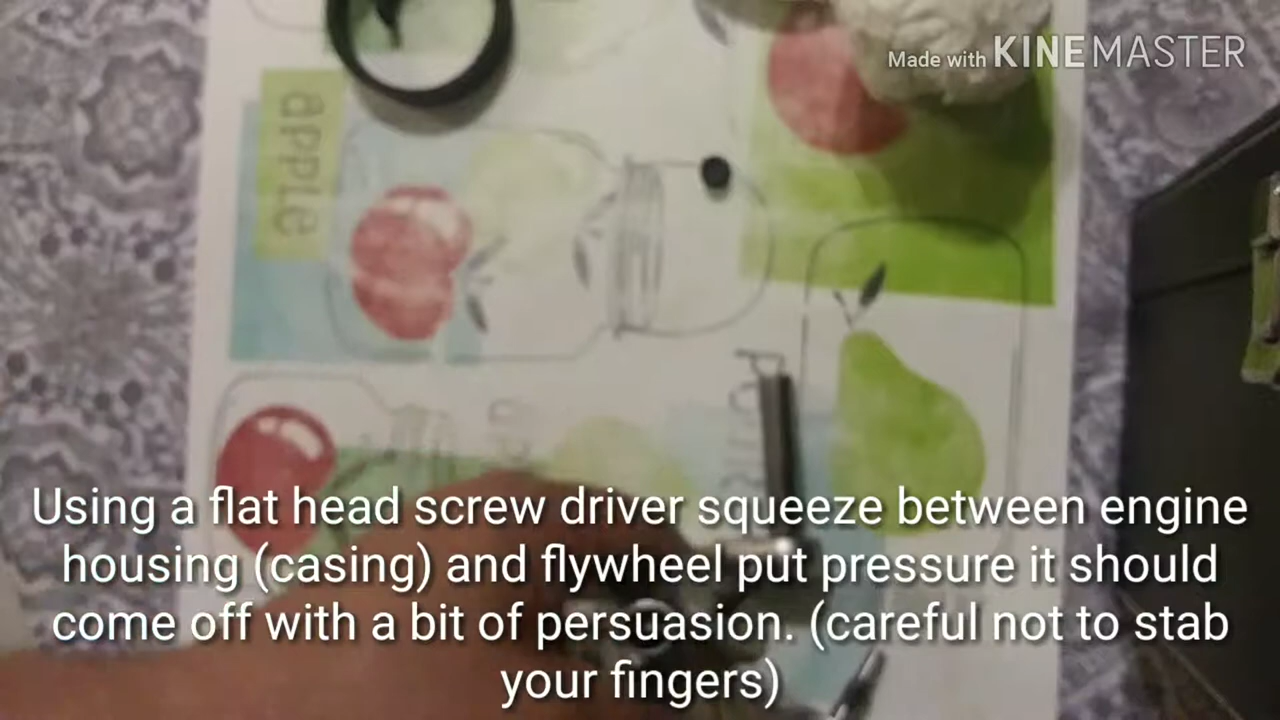 Made with KINEMASTER
apple
Using a flat head screw driver squeeze between engine
housing (casing) and flywheel put pressure it should
come off with a bit of persuasion. (careful not to stab
your fingers)